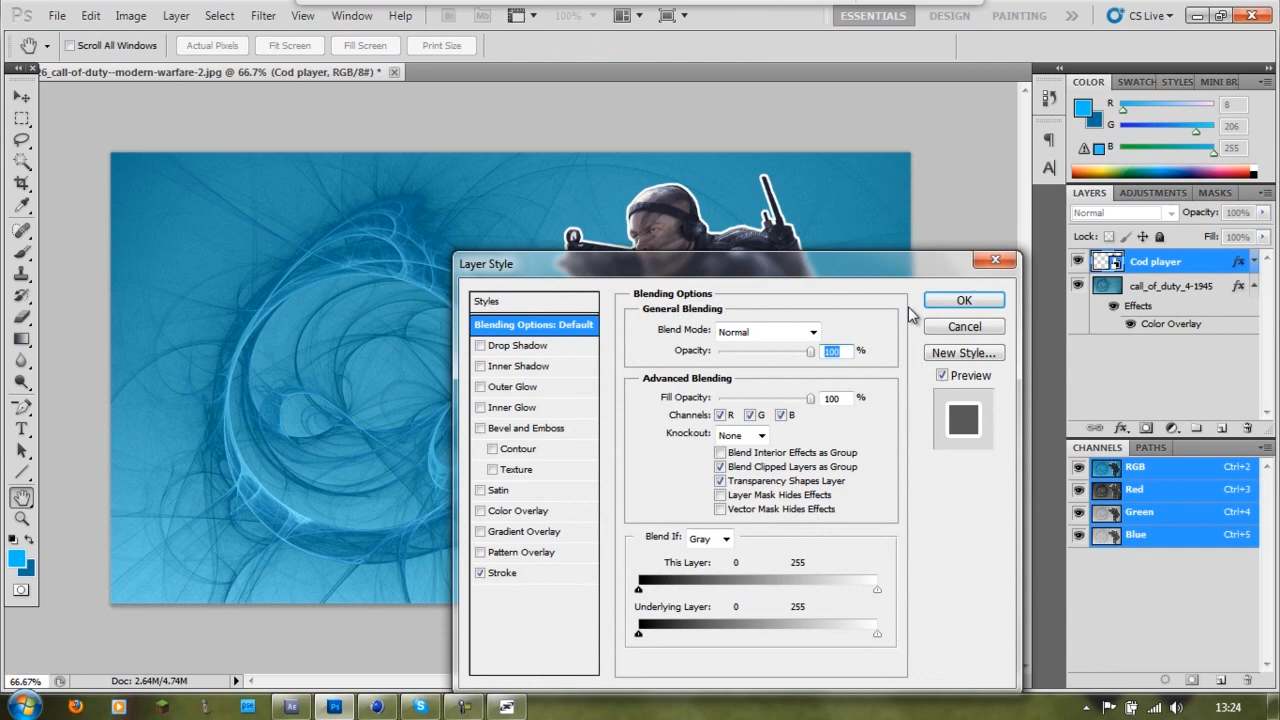 Ps File Edit Image Layer Select Filter View Window Help Br Mb 100% ESSENTIALS DESIGN PAINTING CS Live
Scroll All Windows Actual Pixels Fit Screen Fill Screen Print Size
6_call-of-duty--modern-warfare-2.jpg @ 66.7% (Cod player, RGB/8#) *
COLOR SWATCH STYLES MINI BR
R 8
G 206
B 255
LAYERS ADJUSTMENTS MASKS
Normal Opacity: 100%
Lock: Fill: 100%
Cod player fx
call_of_duty_4-1945 fx
Effects
Color Overlay
CHANNELS PATHS
RGB Ctrl+2
Red Ctrl+3
Green Ctrl+4
Blue Ctrl+5
Layer Style
Styles
Blending Options: Default
Drop Shadow
Inner Shadow
Outer Glow
Inner Glow
Bevel and Emboss
Contour
Texture
Satin
Color Overlay
Gradient Overlay
Pattern Overlay
Stroke
Blending Options
General Blending
Blend Mode: Normal
Opacity: 100 %
Advanced Blending
Fill Opacity: 100 %
Channels: R G B
Knockout: None
Blend Interior Effects as Group
Blend Clipped Layers as Group
Transparency Shapes Layer
Layer Mask Hides Effects
Vector Mask Hides Effects
Blend If: Gray
This Layer: 0 255
Underlying Layer: 0 255
OK
Cancel
New Style...
Preview
66.67% Doc: 2.64M/4.74M
Ae Ps pse 13:24